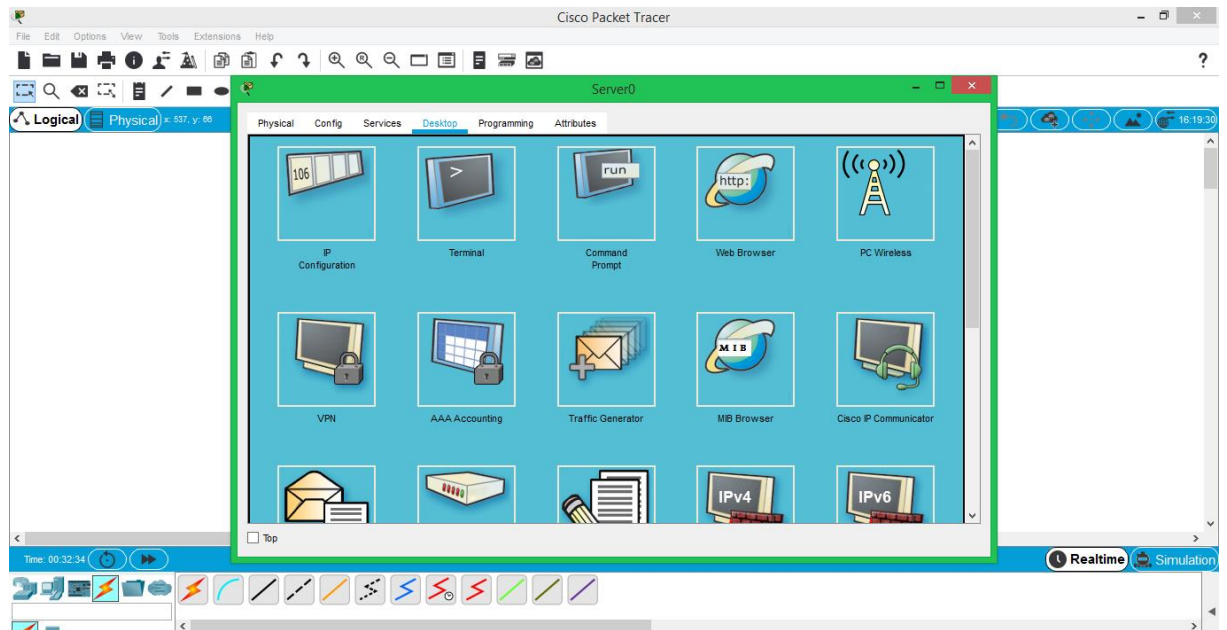 Cisco Packet Tracer
File Edit Options View Tools Extensions Help
?
Server0
Logical
Physical
x: 537, y: 66
16:19:30
Physical Config Services Desktop Programming Attributes
106
>
run
http:
IP
Configuration
Terminal
Command
Prompt
Web Browser
PC Wireless
MIB
VPN
AAA Accounting
Traffic Generator
MIB Browser
Cisco IP Communicator
IPv4
IPv6
Top
Time: 00:32:34
Realtime
Simulation